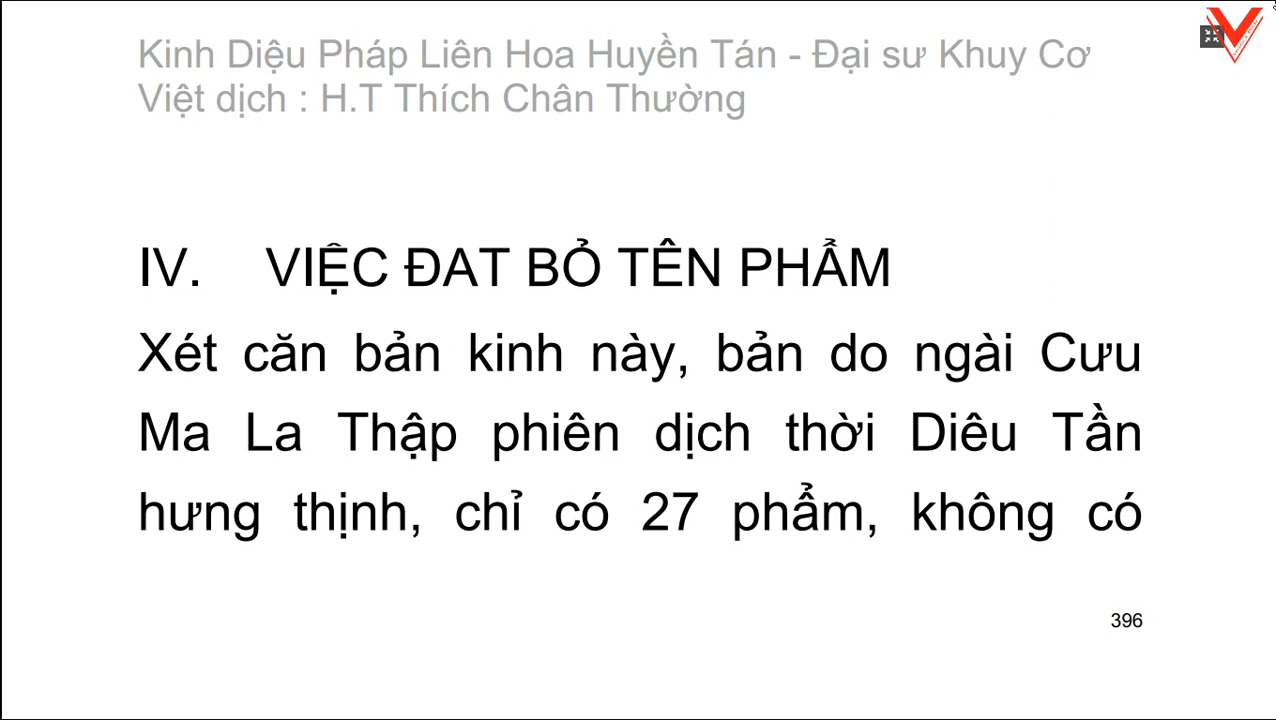 Kinh Diệu Pháp Liên Hoa Huyền Tán - Đại sư Khuy Cơ
Việt dịch : H.T Thích Chân Thường
IV. VIỆC ĐAT BỎ TÊN PHẨM
Xét căn bản kinh này, bản do ngài Cưu
Ma La Thập phiên dịch thời Diêu Tần
hưng thịnh, chỉ có 27 phẩm, không có
396